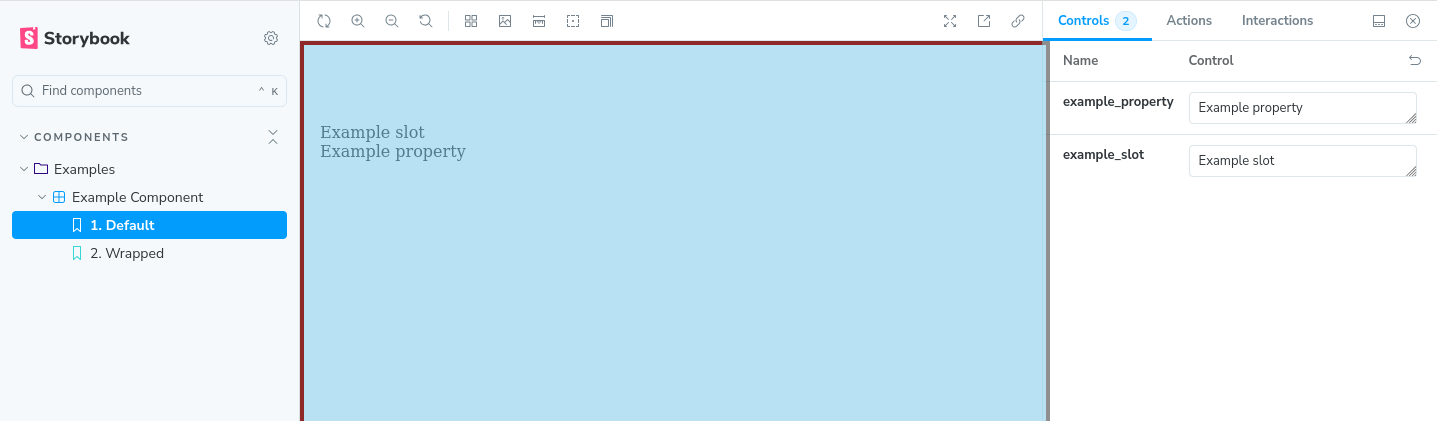 Storybook
Find components
^ K
COMPONENTS
Examples
Example Component
1. Default
2. Wrapped
Example slot
Example property
Controls 2 Actions Interactions
Name Control
example_property Example property
example_slot Example slot